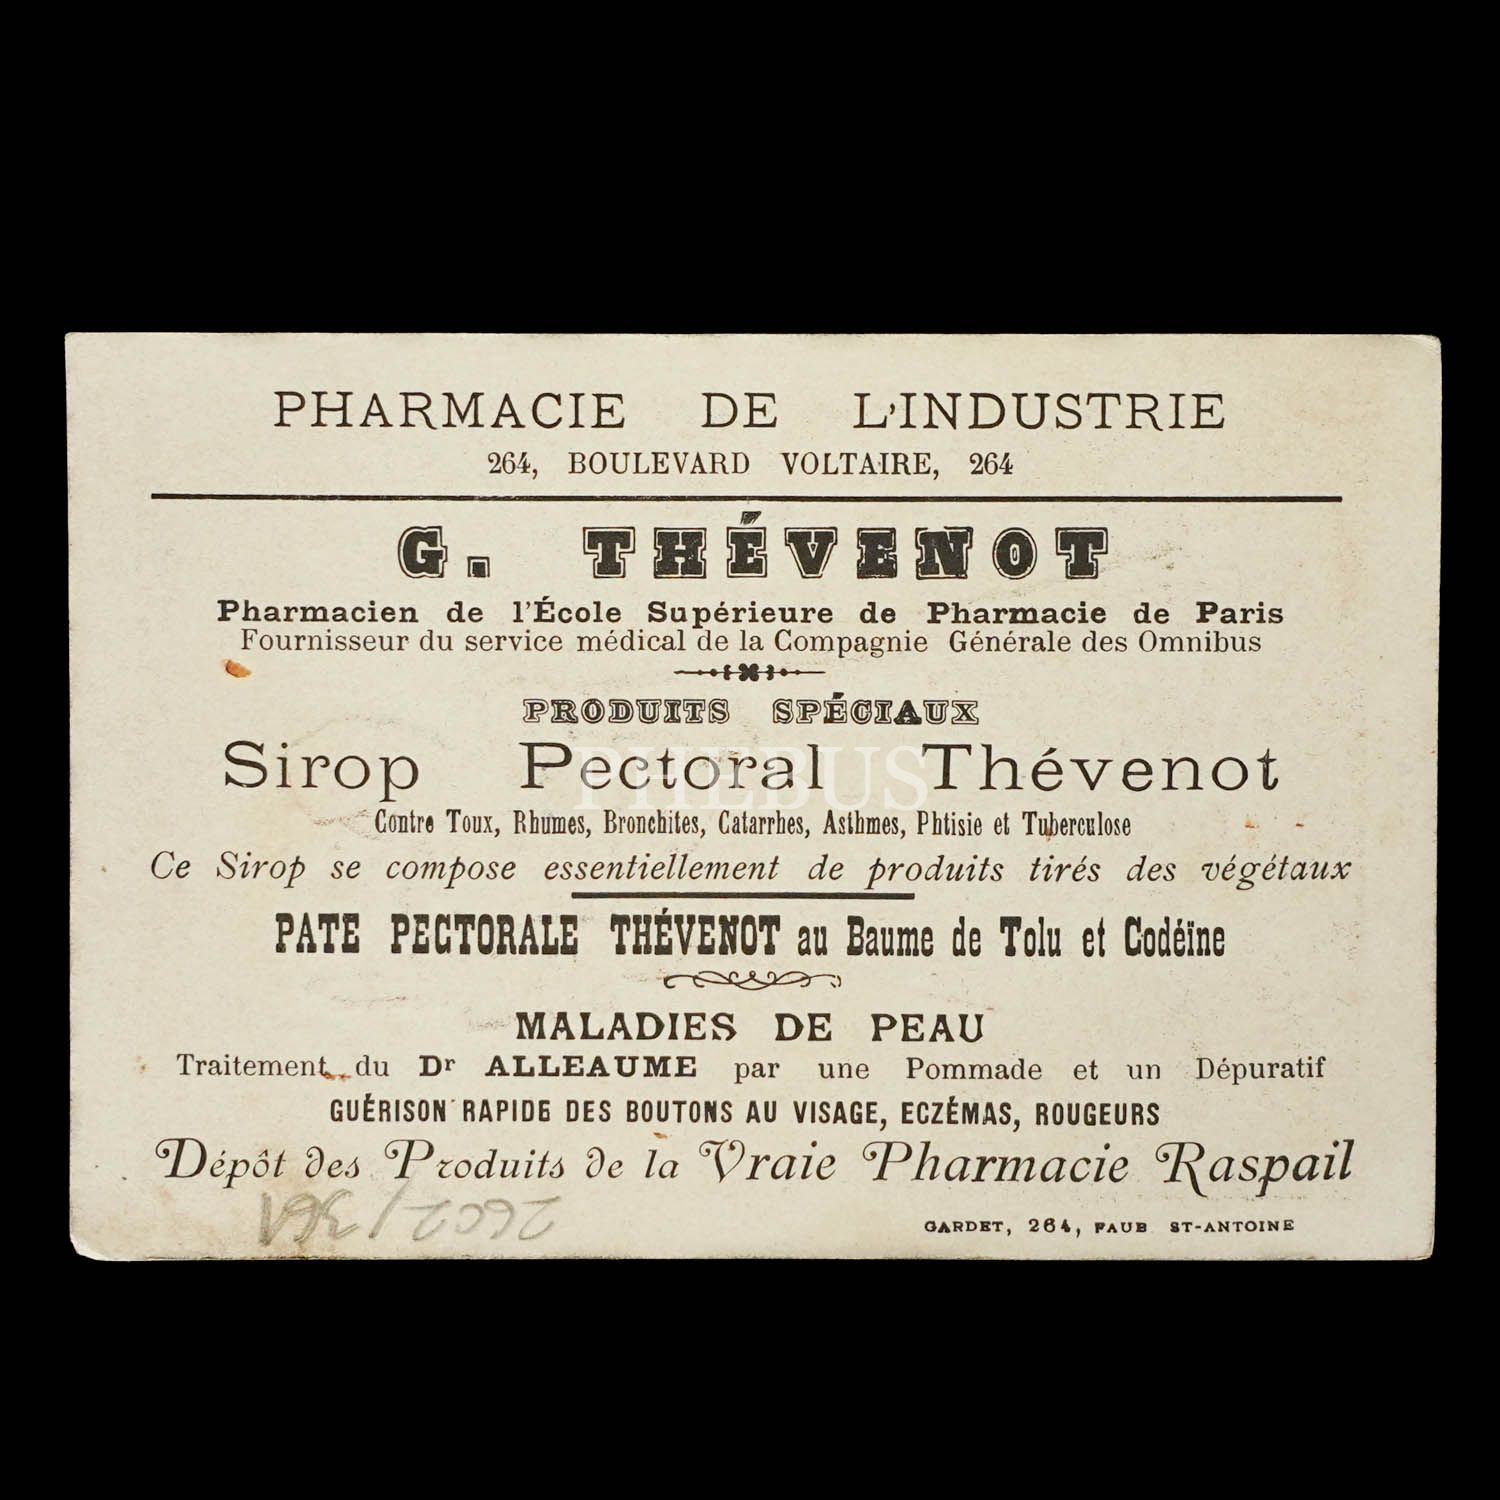 PHARMACIE DE L'INDUSTRIE
264, BOULEVARD VOLTAIRE, 264
G. THÉVENOT
Pharmacien de l'École Supérieure de Pharmacie de Paris
Fournisseur du service médical de la Compagnie Générale des Omnibus
PRODUITS SPÉCIAUX
Sirop Pectoral Thévenot
PHEBUS
Contre Toux, Rhumes, Bronchites, Catarrhes, Asthmes, Phtisie et Tuberculose
Ce Sirop se compose essentiellement de produits tirés des végétaux
PATE PECTORALE THÉVENOT au Baume de Tolu et Codéïne
MALADIES DE PEAU
Traitement du Dr ALLEAUME par une Pommade et un Dépuratif
GUÉRISON RAPIDE DES BOUTONS AU VISAGE, ECZÉMAS, ROUGEURS
Dépôt des Produits de la Vraie Pharmacie Raspail
GARDET, 264, FAUB ST-ANTOINE